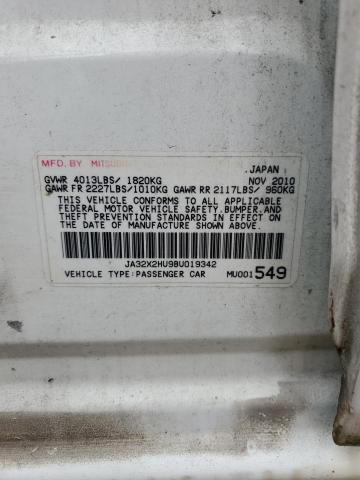 MFD. BY MITSUBISHI
JAPAN
GVWR 4013LBS/ 1820KG NOV 2010
GAWR FR 2227LBS/1010KG GAWR RR 2117LBS/ 960KG
THIS VEHICLE CONFORMS TO ALL APPLICABLE
FEDERAL MOTOR VEHICLE SAFETY,BUMPER,AND
THEFT PREVENTION STANDARDS IN EFFECT ON
THE DATE OF MANUFACTURE SHOWN ABOVE.
JA32X2HU9BU019342
VEHICLE TYPE:PASSENGER CAR MU001549